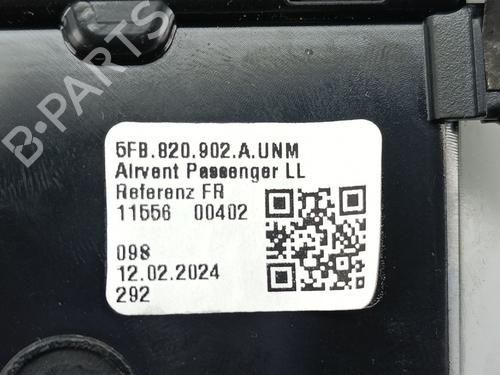 B-PARTS
5FB.820.902.A.UNM
Airvent Passenger LL
Referenz FR
11556 00402
098
12.02.2024
292